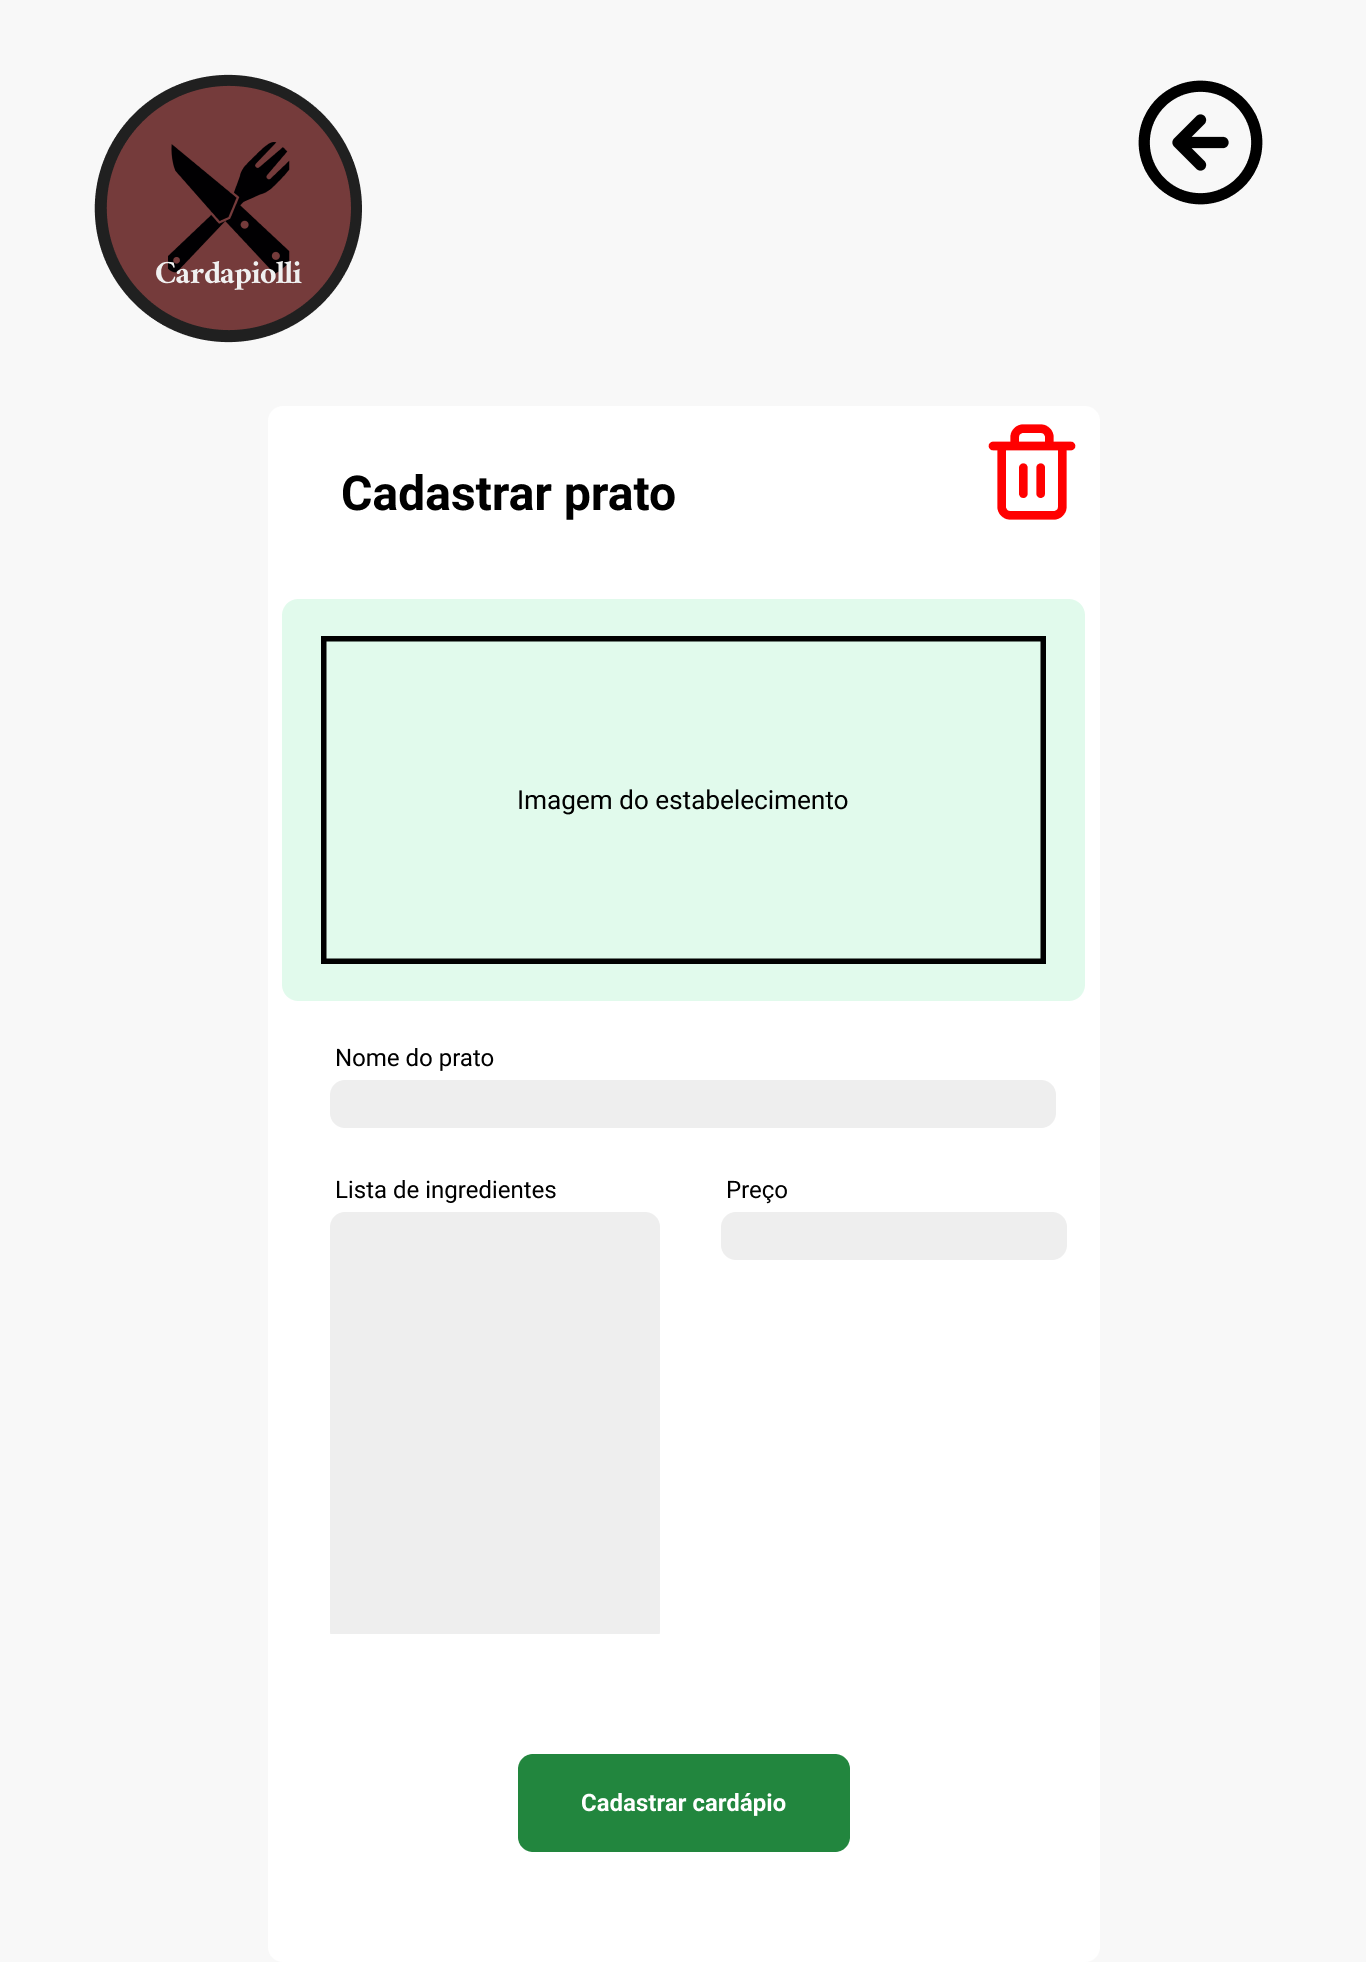 Cardapiolli
Cadastrar prato
Imagem do estabelecimento
Nome do prato
Lista de ingredientes
Preço
Cadastrar cardápio